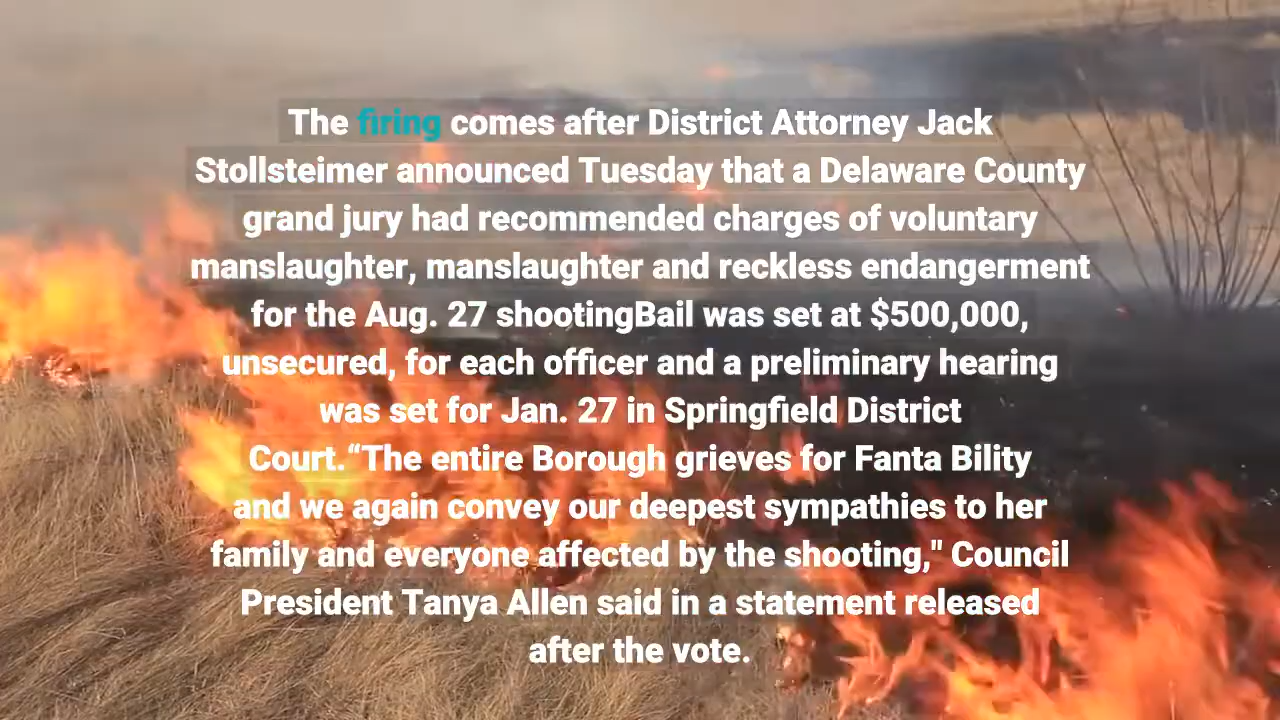 The firing comes after District Attorney Jack
Stollsteimer announced Tuesday that a Delaware County
grand jury had recommended charges of voluntary
manslaughter, manslaughter and reckless endangerment
for the Aug. 27 shootingBail was set at $500,000,
unsecured, for each officer and a preliminary hearing
was set for Jan. 27 in Springfield District
Court.“The entire Borough grieves for Fanta Bility
and we again convey our deepest sympathies to her
family and everyone affected by the shooting," Council
President Tanya Allen said in a statement released
after the vote.